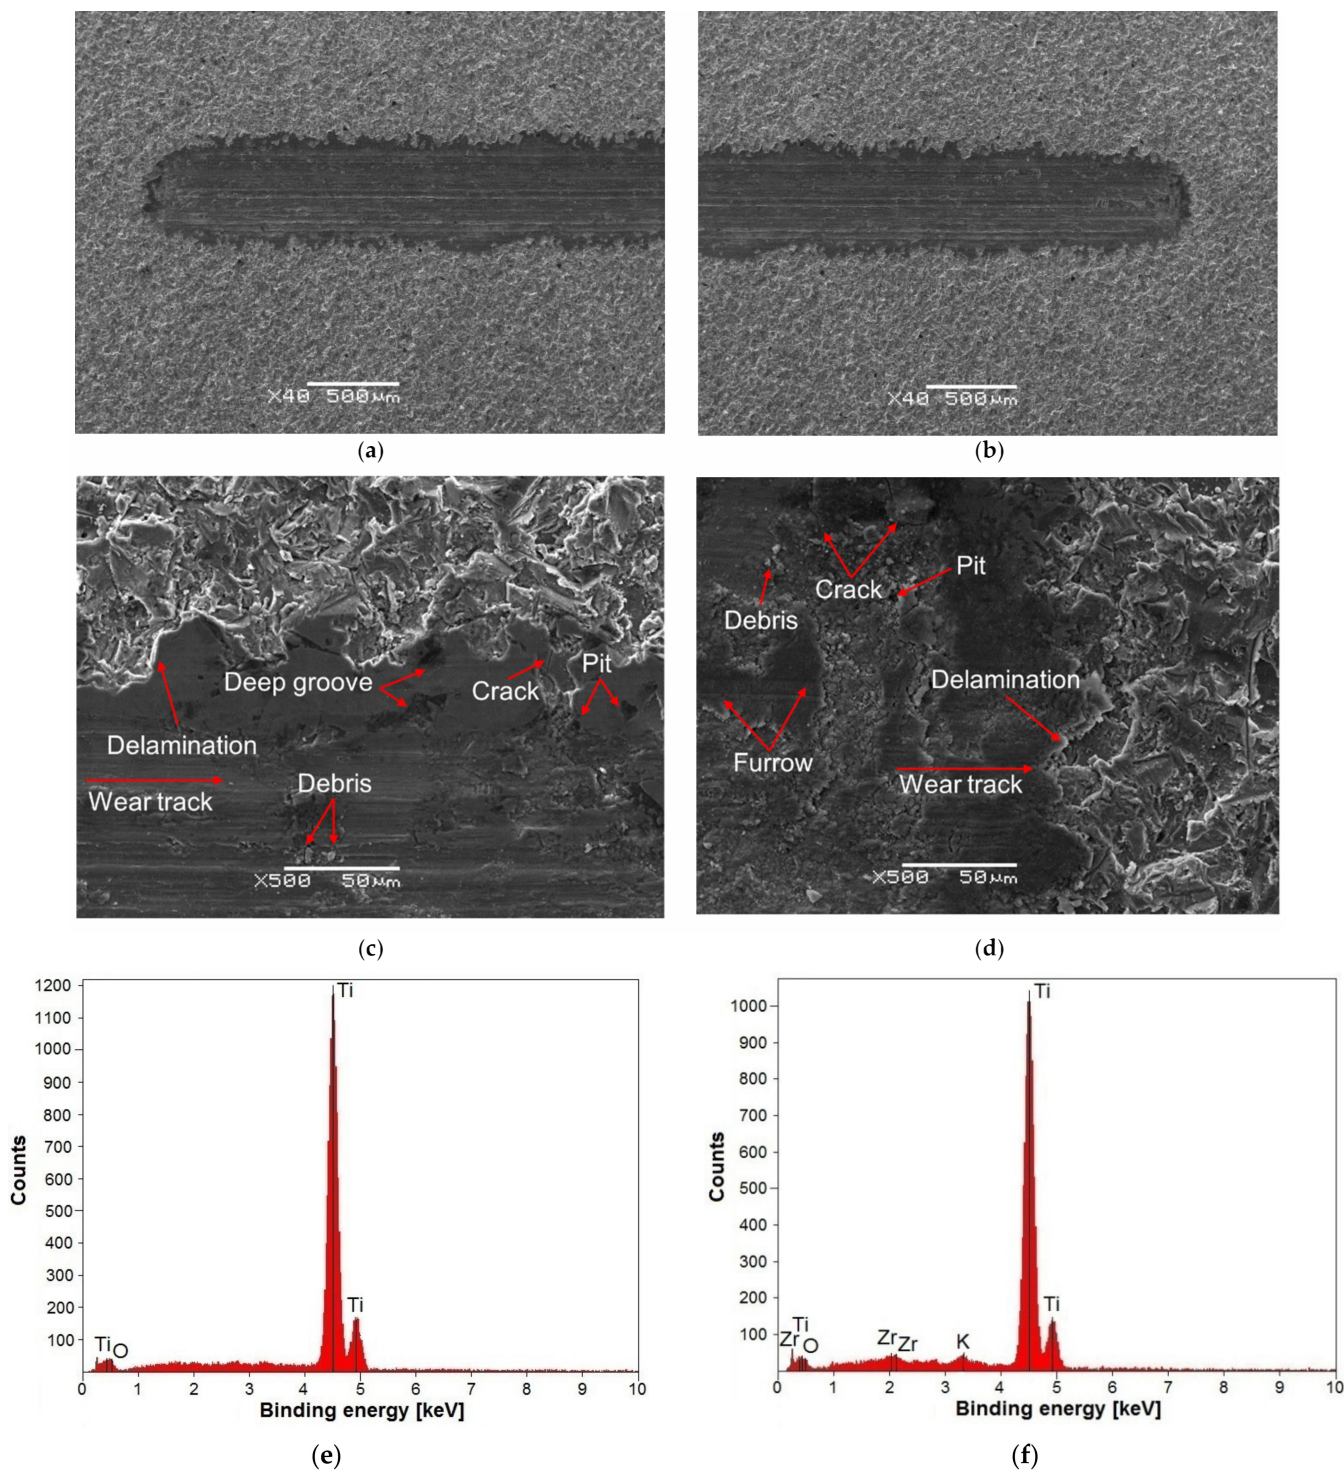 X40 500μm
X40 500μm
(a)
(b)
Deep groove
Crack
Pit
Delamination
Wear track
Debris
X500 50μm
Crack
Pit
Debris
Delamination
Furrow
Wear track
X500 50μm
(c)
(d)
1200
1100
1000
900
800
700
600
500
400
300
200
100
Counts
Ti
Ti
Ti O
0 1 2 3 4 5 6 7 8 9 10
Binding energy [keV]
(e)
1000
900
800
700
600
500
400
300
200
100
Counts
Ti
Ti
Ti
Zr O
Zr Zr
K
0 1 2 3 4 5 6 7 8 9 10
Binding energy [keV]
(f)